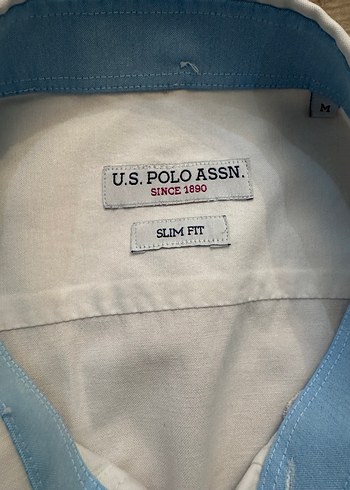 M
U.S. POLO ASSN.
SINCE 1890
SLIM FIT